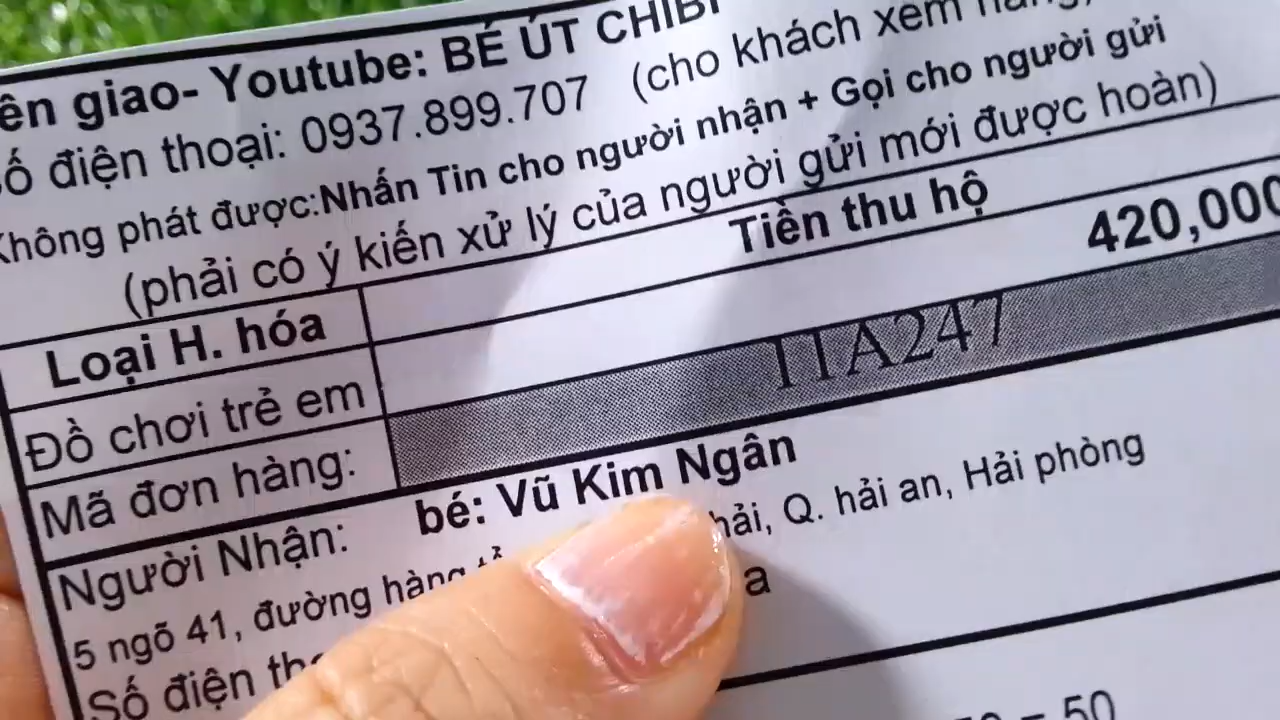 giao- Youtube: BÉ ÚT CHIBI
điện thoại: 0937.899.707 (cho khách xem hàng,
Không phát được:Nhấn Tin cho người nhận + Gọi cho người gửi
(phải có ý kiến xử lý của người gửi mới được hoàn)
Loại H. hóa Tiền thu hộ 420,000
Đồ chơi trẻ em
Mã đơn hàng: TTA247
Người Nhận: bé: Vũ Kim Ngân
5 ngõ 41, đường hàng hải, Q. hải an, Hải phòng
Số điện a
= 50